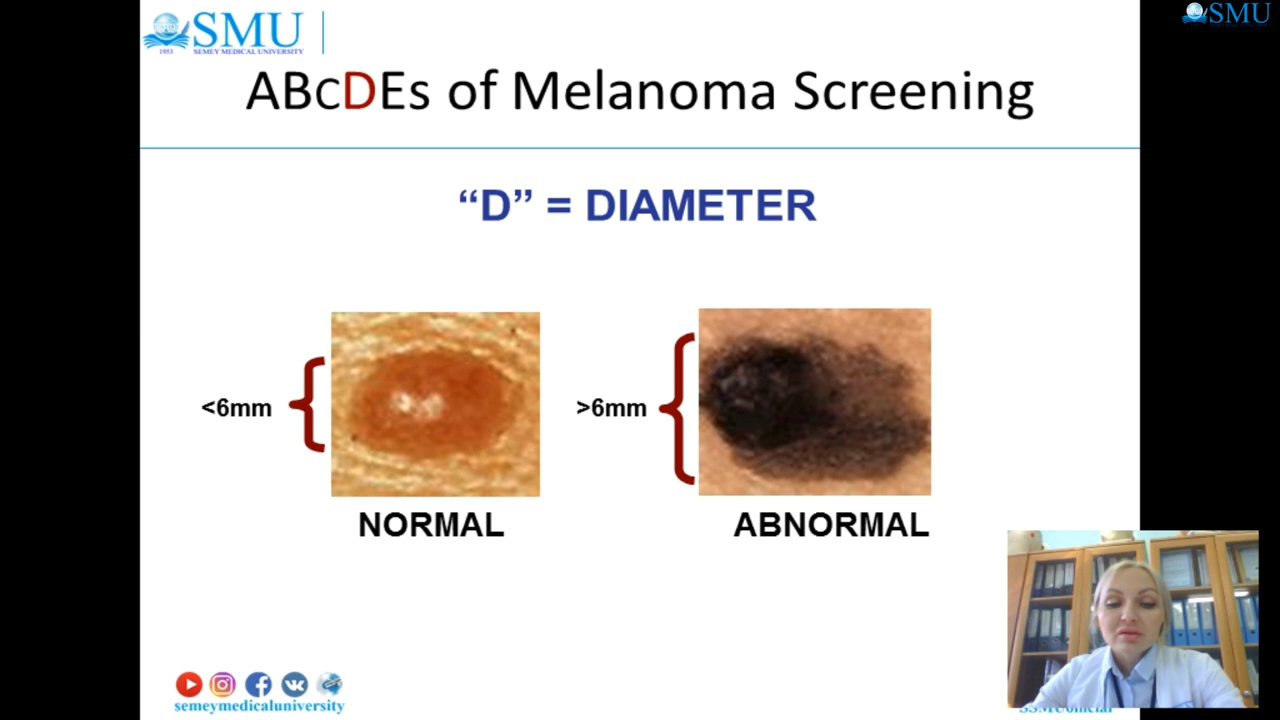 SMU
SEMEY MEDICAL UNIVERSITY
1953
SMU
ABCDEs of Melanoma Screening
“D” = DIAMETER
<6mm
>6mm
NORMAL
ABNORMAL
semeymedicaluniversity